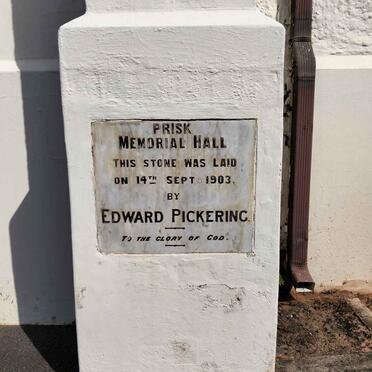 PRISK
MEMORIAL HALL
THIS STONE WAS LAID
ON 14TH SEPT 1903.
BY
EDWARD PICKERING.
TO THE GLORY OF GOD.